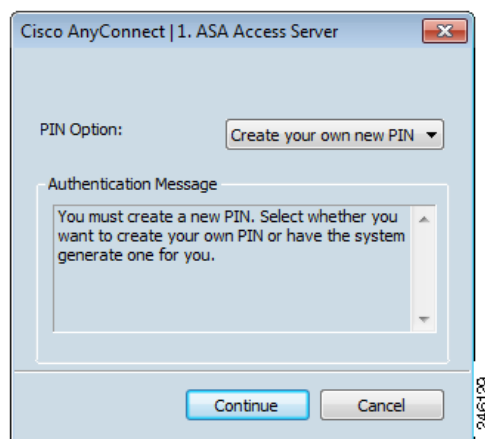 Cisco AnyConnect | 1. ASA Access Server
PIN Option:
Create your own new PIN
Authentication Message
You must create a new PIN. Select whether you
want to create your own PIN or have the system
generate one for you.
Continue
Cancel
246129